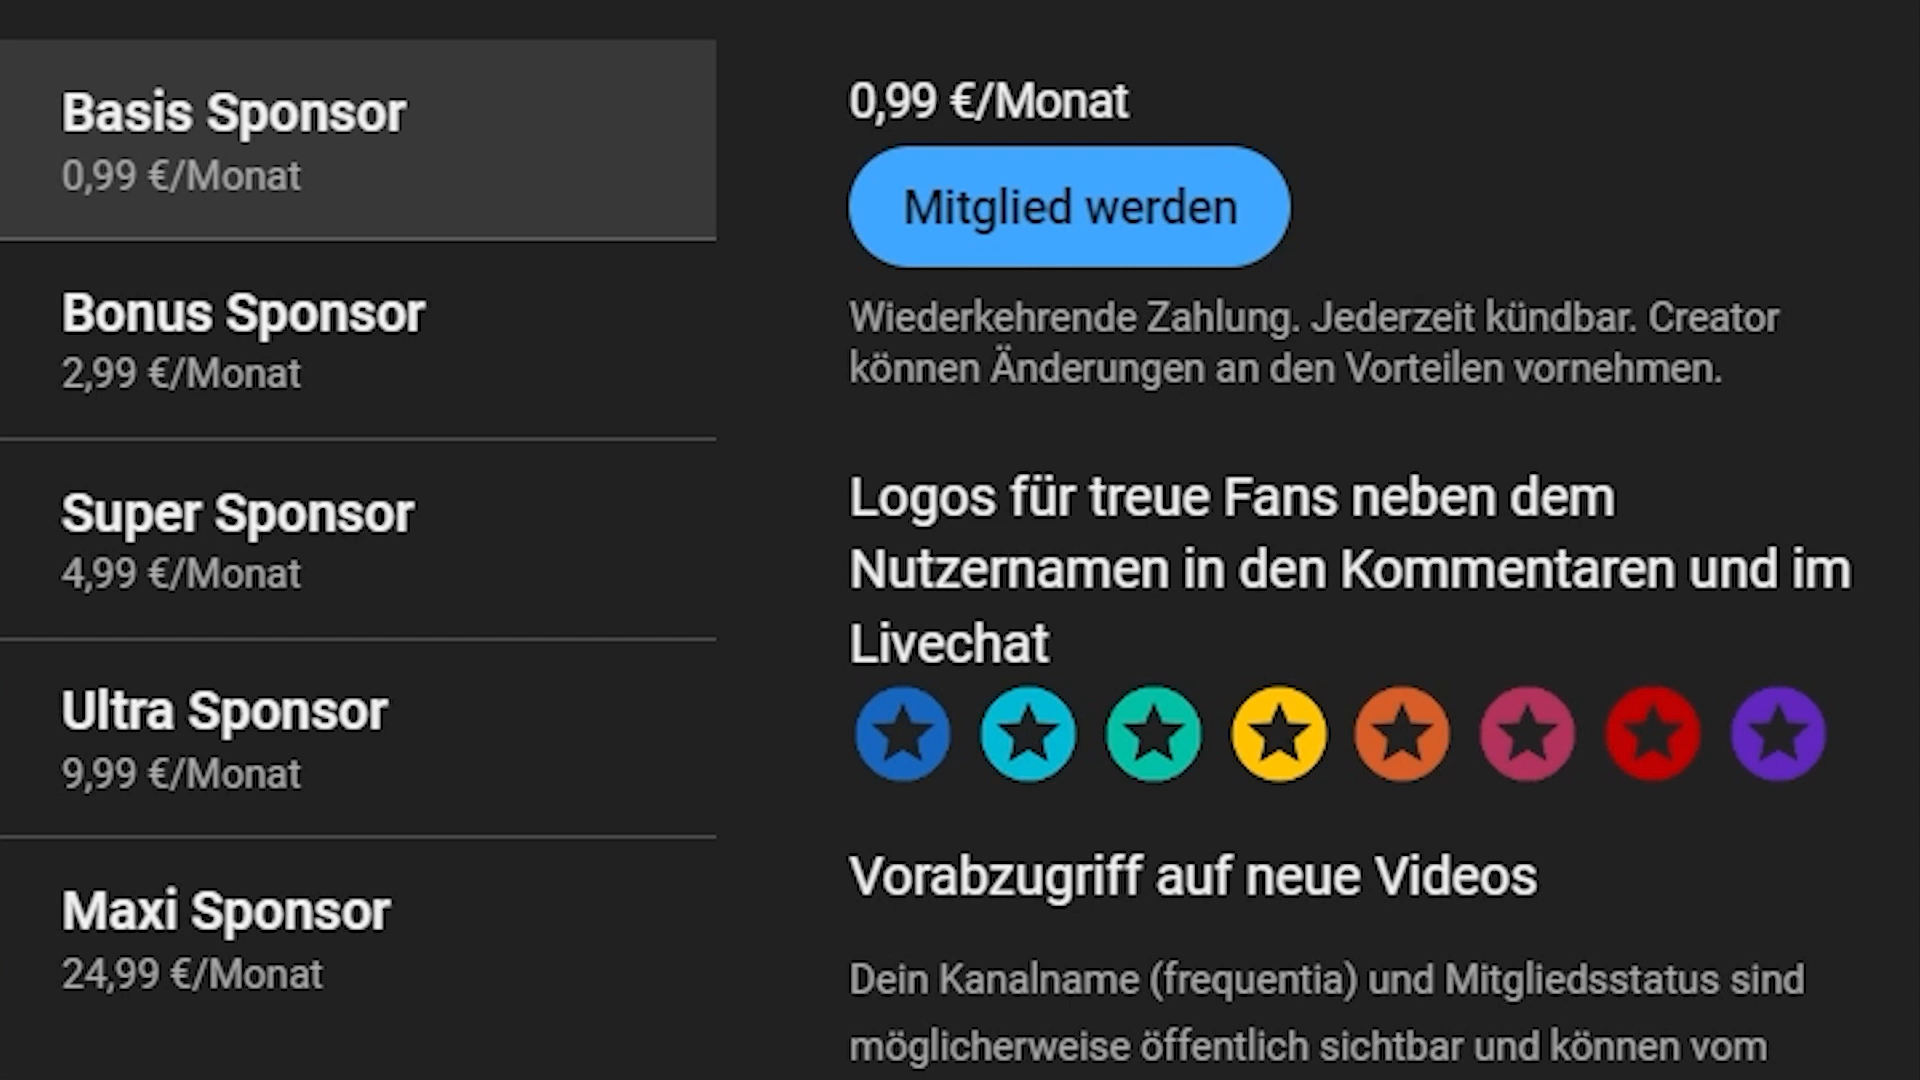 Basis Sponsor
0,99 €/Monat
Bonus Sponsor
2,99 €/Monat
Super Sponsor
4,99 €/Monat
Ultra Sponsor
9,99 €/Monat
Maxi Sponsor
24,99 €/Monat
0,99 €/Monat
Mitglied werden
Wiederkehrende Zahlung. Jederzeit kündbar. Creator
können Änderungen an den Vorteilen vornehmen.
Logos für treue Fans neben dem
Nutzernamen in den Kommentaren und im
Livechat
Vorabzugriff auf neue Videos
Dein Kanalname (frequentia) und Mitgliedsstatus sind
möglicherweise öffentlich sichtbar und können vom